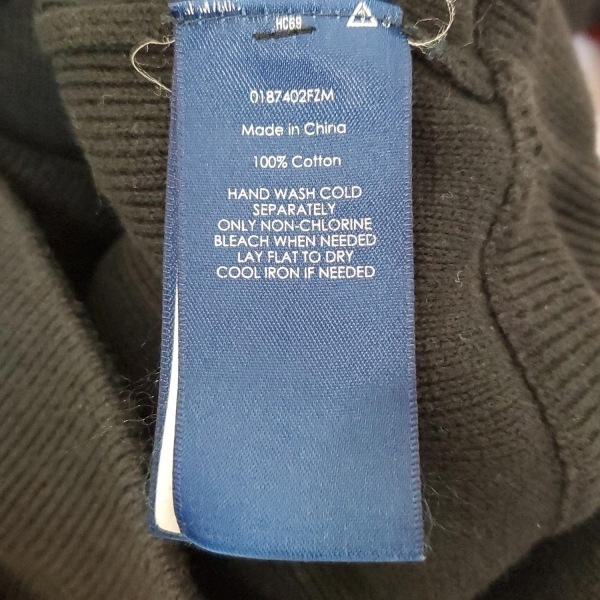 HC69
0187402FZM
Made in China
100% Cotton
HAND WASH COLD
SEPARATELY
ONLY NON-CHLORINE
BLEACH WHEN NEEDED
LAY FLAT TO DRY
COOL IRON IF NEEDED